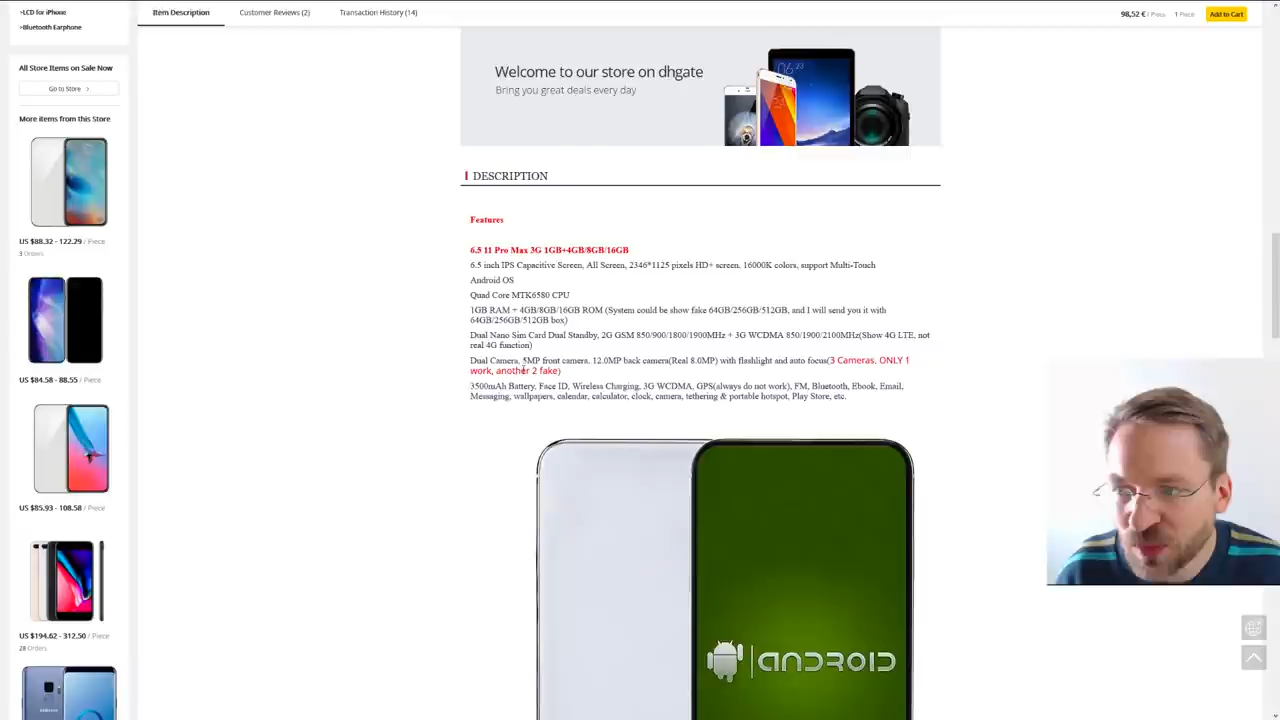 >LCD for iPhone
>Bluetooth Earphone
Item Description
Customer Reviews (2)
Transaction History (14)
98,52 € / Piece
1 Piece
Add to Cart
All Store Items on Sale Now
Go to Store >
More items from this Store
US $88.32 - 122.29 / Piece
3 Orders
US $84.58 - 88.55 / Piece
US $85.93 - 108.58 / Piece
US $194.62 - 312.50 / Piece
28 Orders
Welcome to our store on dhgate
Bring you great deals every day
06 23
DESCRIPTION
Features
6.5 11 Pro Max 3G 1GB+4GB/8GB/16GB
6.5 inch IPS Capacitive Screen, All Screen, 2346*1125 pixels HD+ screen, 16000K colors, support Multi-Touch
Android OS
Quad Core MTK6580 CPU
1GB RAM + 4GB/8GB/16GB ROM (System could be show fake 64GB/256GB/512GB, and I will send you it with
64GB/256GB/512GB box)
Dual Nano Sim Card Dual Standby, 2G GSM 850/900/1800/1900MHz + 3G WCDMA 850/1900/2100MHz(Show 4G LTE, not
real 4G function)
Dual Camera, 5MP front camera, 12.0MP back camera(Real 8.0MP) with flashlight and auto focus(3 Cameras, ONLY 1
work, another 2 fake)
3500mAh Battery, Face ID, Wireless Charging, 3G WCDMA, GPS(always do not work), FM, Bluetooth, Ebook, Email,
Messaging, wallpapers, calendar, calculator, clock, camera, tethering & portable hotspot, Play Store, etc.
ANDROID